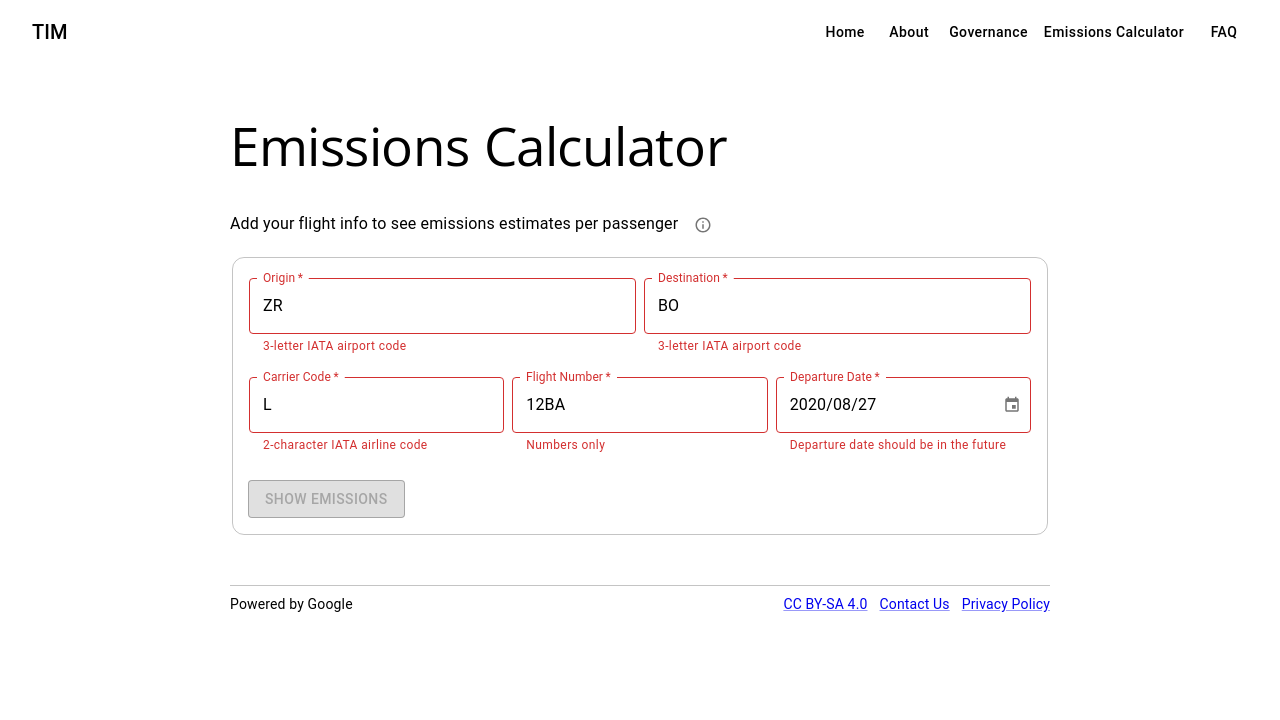 TIM
Home About Governance Emissions Calculator FAQ
Emissions Calculator
Add your flight info to see emissions estimates per passenger
Origin * Destination *
ZR BO
3-letter IATA airport code 3-letter IATA airport code
Carrier Code * Flight Number * Departure Date *
L 12BA 2020/08/27
2-character IATA airline code Numbers only Departure date should be in the future
SHOW EMISSIONS
Powered by Google CC BY-SA 4.0 Contact Us Privacy Policy